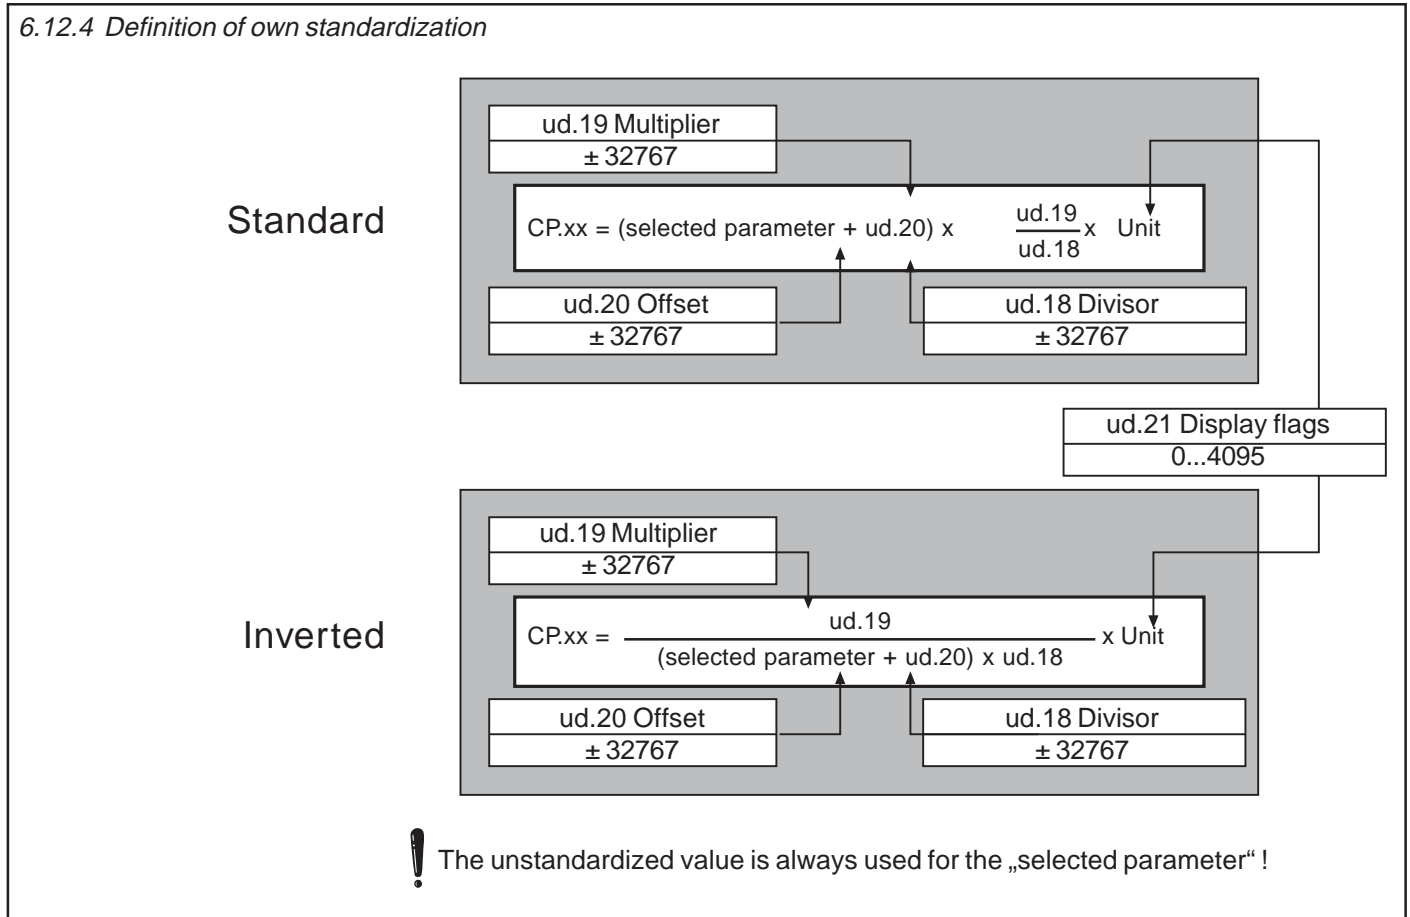 6.12.4 Definition of own standardization
ud.19 Multiplier
± 32767
Standard
CP.xx = (selected parameter + ud.20) x ud.19 x Unit
ud.18
ud.20 Offset
± 32767
ud.18 Divisor
± 32767
ud.21 Display flags
0...4095
ud.19 Multiplier
± 32767
Inverted
ud.19
CP.xx = x Unit
(selected parameter + ud.20) x ud.18
ud.20 Offset
± 32767
ud.18 Divisor
± 32767
! The unstandardized value is always used for the „selected parameter“ !